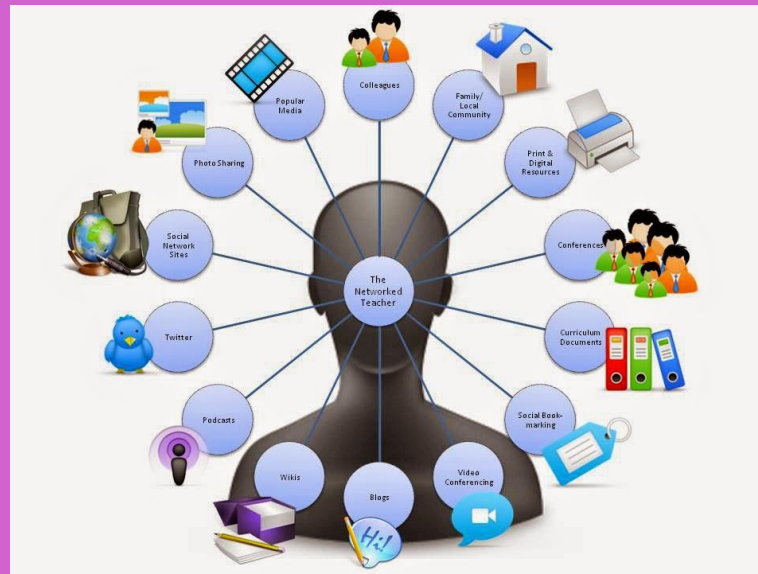 Colleagues
Family/
Local
Community
Print &
Digital
Resources
Conferences
Curriculum
Documents
Social Book-
marking
Video
Conferencing
Blogs
Hi!
Wikis
Podcasts
Twitter
Social
Network
Sites
Photo Sharing
Popular
Media
The
Networked
Teacher